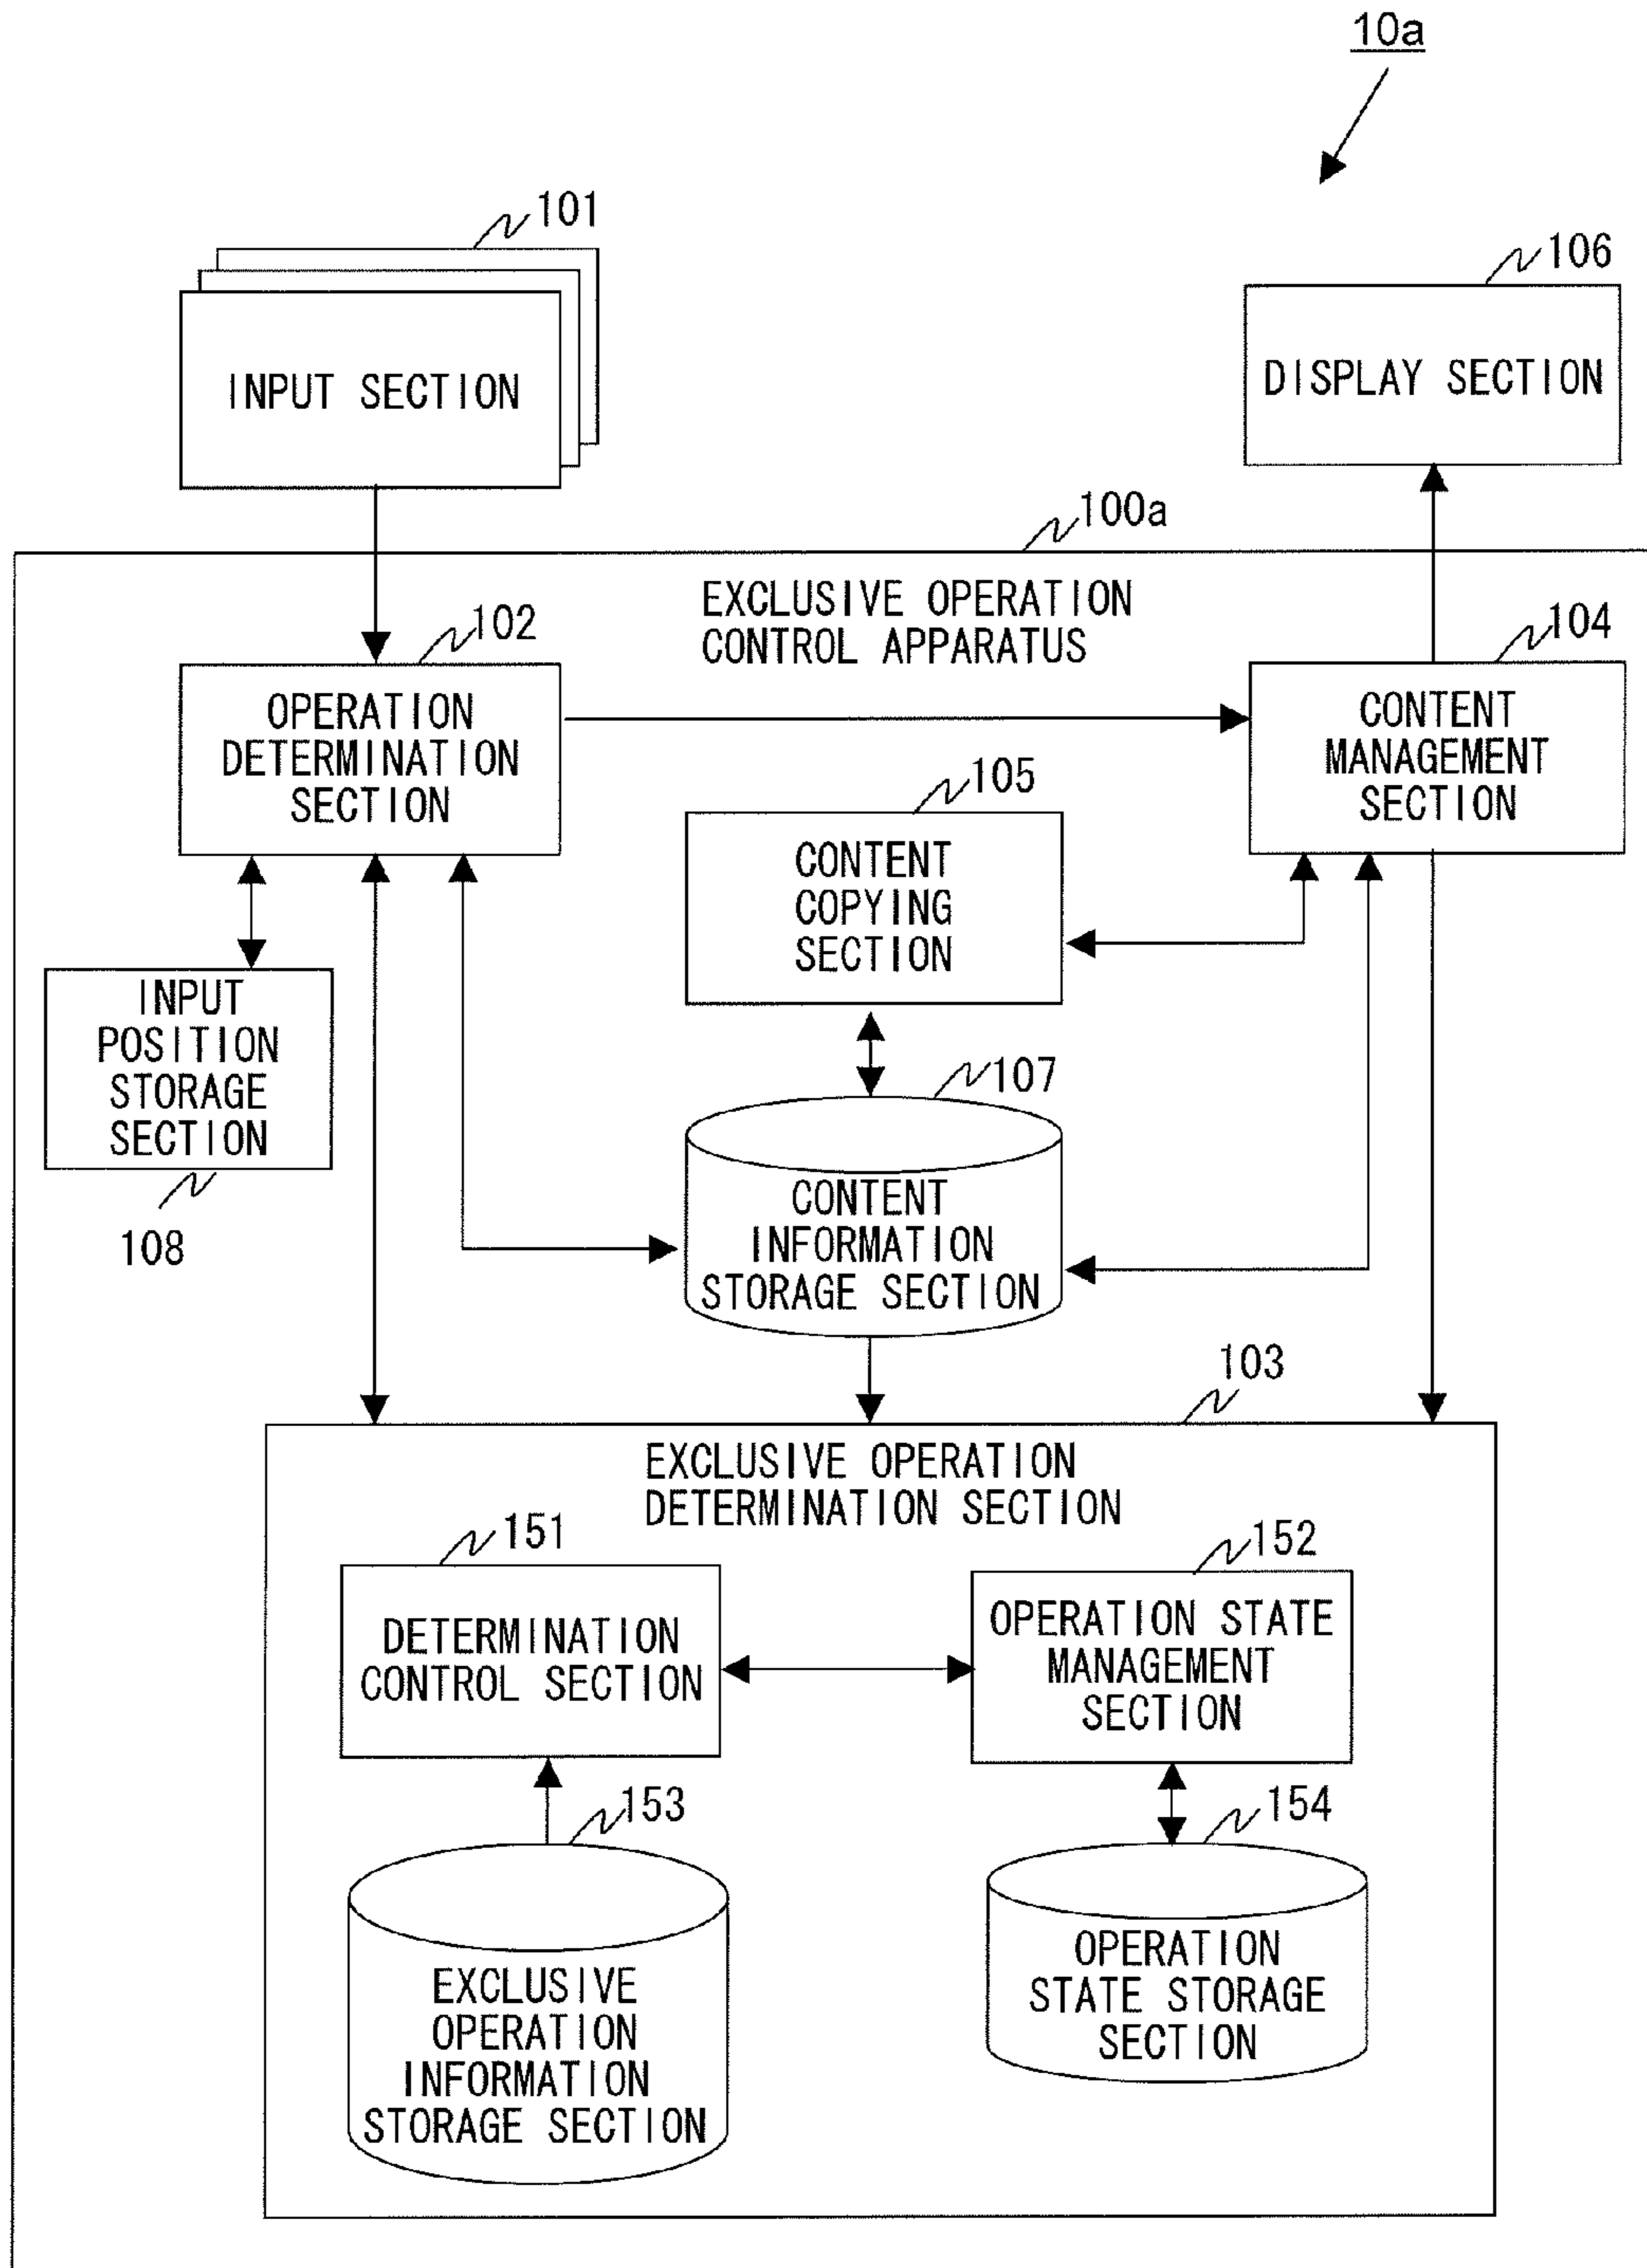 10a
101
INPUT SECTION
106
DISPLAY SECTION
100a
EXCLUSIVE OPERATION
CONTROL APPARATUS
102
OPERATION
DETERMINATION
SECTION
104
CONTENT
MANAGEMENT
SECTION
105
CONTENT
COPYING
SECTION
INPUT
POSITION
STORAGE
SECTION
108
107
CONTENT
INFORMATION
STORAGE SECTION
103
EXCLUSIVE OPERATION
DETERMINATION SECTION
151
DETERMINATION
CONTROL SECTION
152
OPERATION STATE
MANAGEMENT
SECTION
153
EXCLUSIVE
OPERATION
INFORMATION
STORAGE SECTION
154
OPERATION
STATE STORAGE
SECTION